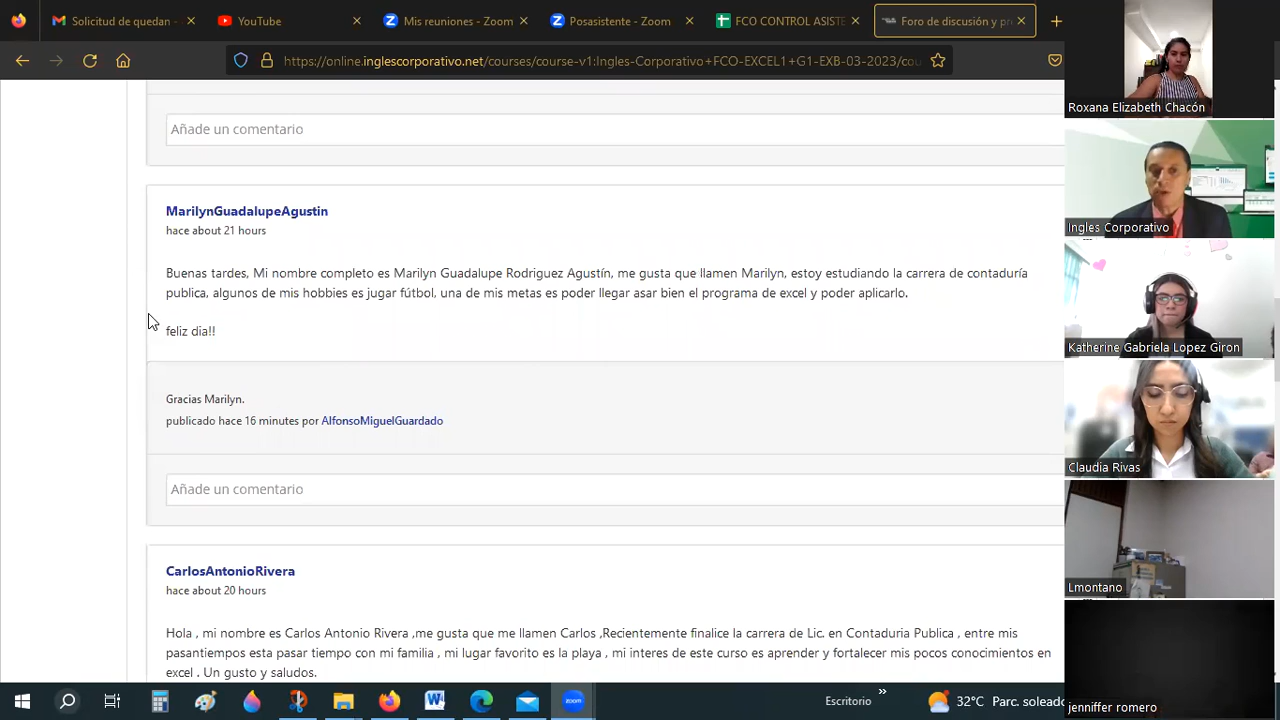 Solicitud de quedan -
YouTube
Mis reuniones - Zoom
Posasistente - Zoom
FCO CONTROL ASISTE
Foro de discusión y pr
https://online.inglescorporativo.net/courses/course-v1:Ingles-Corporativo+FCO-EXCEL1+G1-EXB-03-2023/cou
Añade un comentario
MarilynGuadalupeAgustin
hace about 21 hours
Buenas tardes, Mi nombre completo es Marilyn Guadalupe Rodriguez Agustín, me gusta que llamen Marilyn, estoy estudiando la carrera de contaduría
publica, algunos de mis hobbies es jugar fútbol, una de mis metas es poder llegar asar bien el programa de excel y poder aplicarlo.
feliz dia!!
Gracias Marilyn.
publicado hace 16 minutes por AlfonsoMiguelGuardado
Añade un comentario
CarlosAntonioRivera
hace about 20 hours
Hola , mi nombre es Carlos Antonio Rivera ,me gusta que me llamen Carlos ,Recientemente finalice la carrera de Lic. en Contaduria Publica , entre mis
pasantiempos esta pasar tiempo con mi familia , mi lugar favorito es la playa , mi interes de este curso es aprender y fortalecer mis pocos conocimientos en
excel . Un gusto y saludos.
Roxana Elizabeth Chacón
Ingles Corporativo
Katherine Gabriela Lopez Giron
Claudia Rivas
Lmontano
jenniffer romero
Escritorio
32°C Parc. soleado
zoom